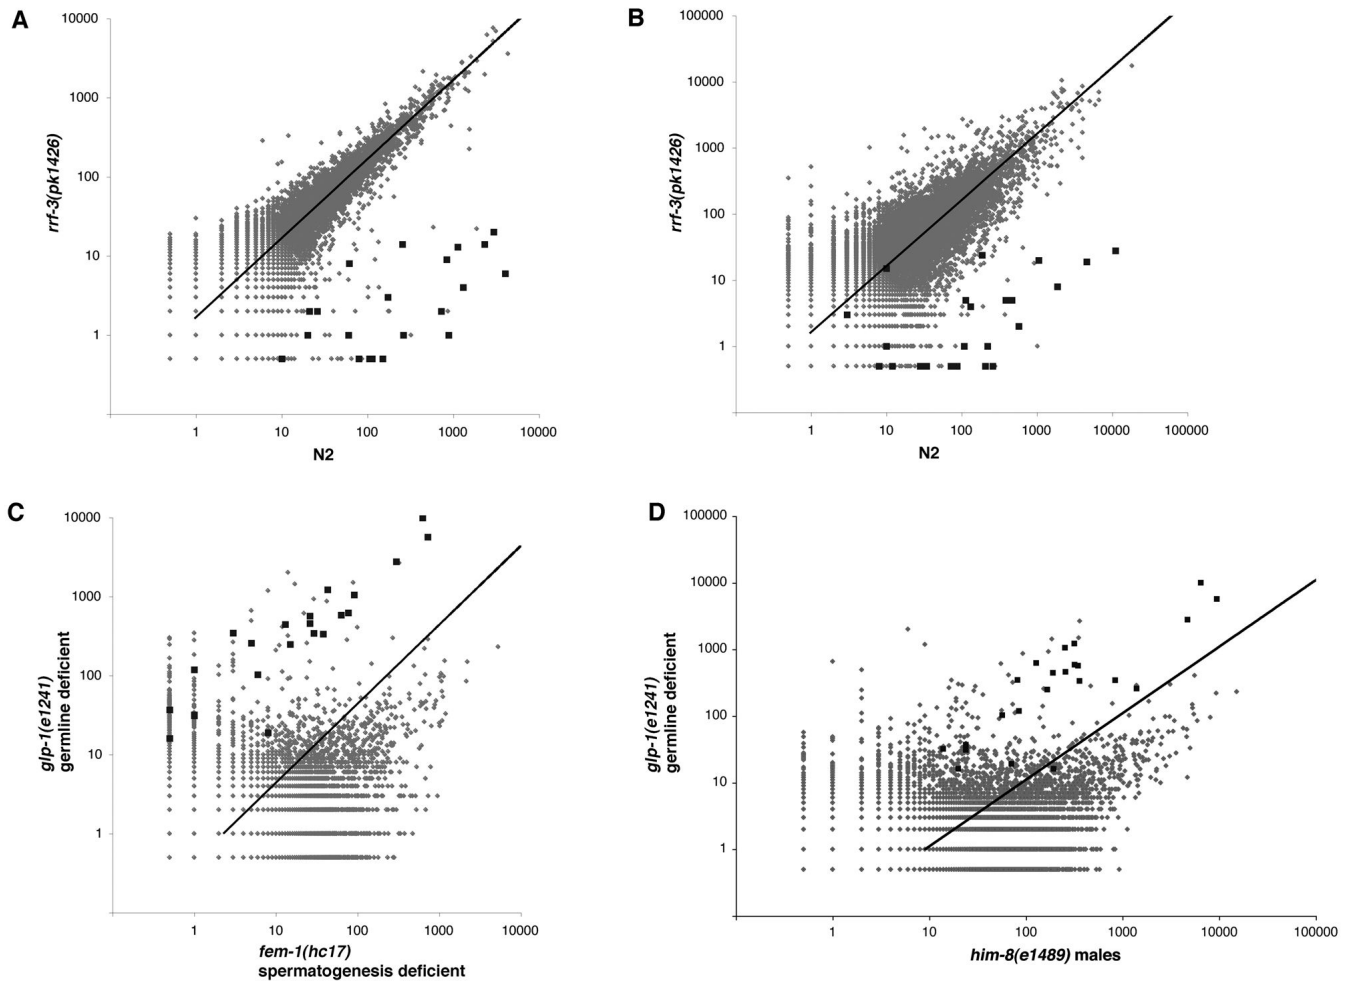 A
10000
1000
100
10
1
rrf-3(pk1426)
1 10 100 1000 10000
N2
B
100000
10000
1000
100
10
1
rrf-3(pk1426)
1 10 100 1000 10000 100000
N2
C
10000
1000
100
10
1
glp-1(e1241)
germline deficient
1 10 100 1000 10000
fem-1(hc17)
spermatogenesis deficient
D
100000
10000
1000
100
10
1
glp-1(e1241)
germline deficient
1 10 100 1000 10000 100000
him-8(e1489) males